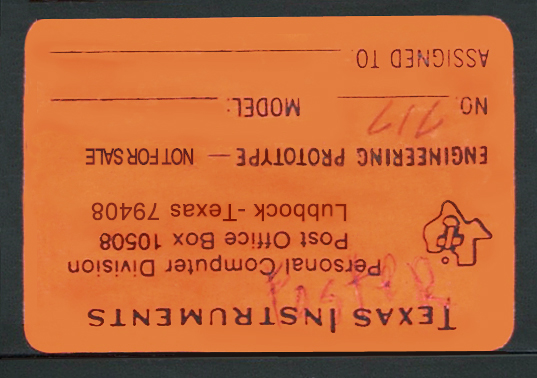 TEXAS INSTRUMENTS
Personal Computer Division
Post Office Box 10508
Lubbock - Texas 79408
ENGINEERING PROTOTYPE — NOT FOR SALE
NO. 717 MODEL:
ASSIGNED TO: